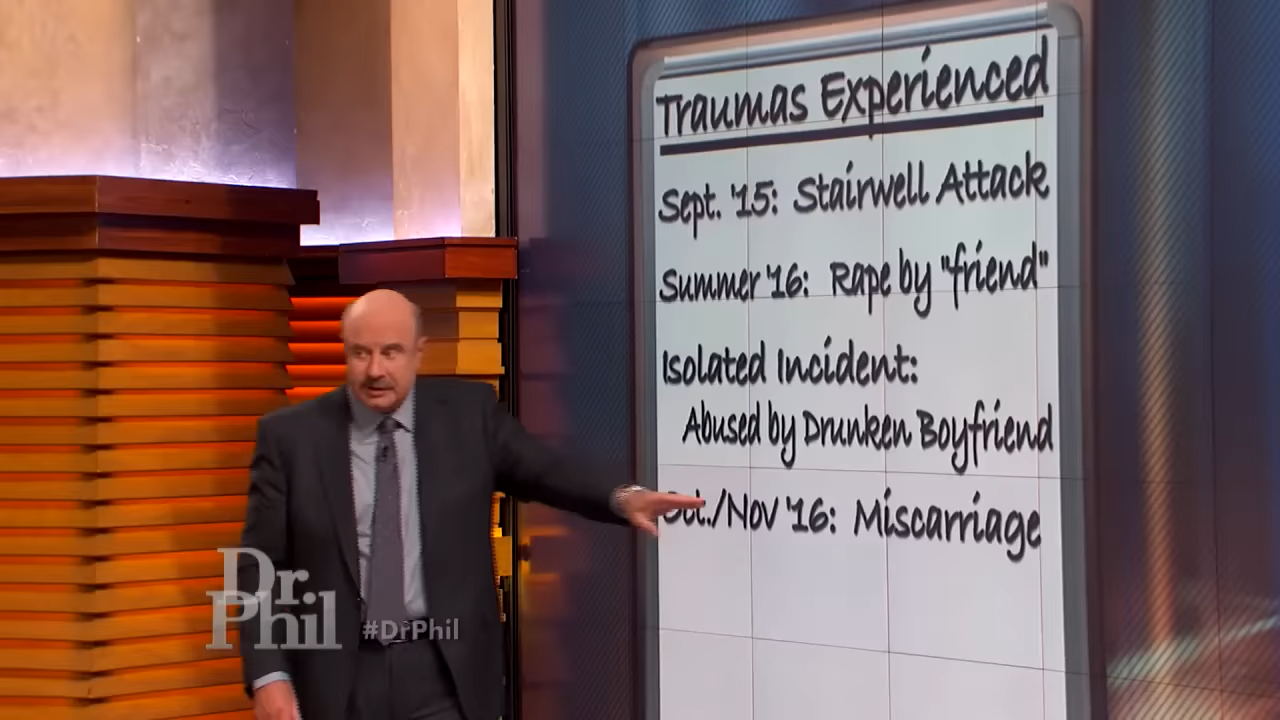 Traumas Experienced
Sept. '15: Stairwell Attack
Summer '16: Rape by "friend"
Isolated Incident:
Abused by Drunken Boyfriend
Oct./Nov '16: Miscarriage
Dr.
Phil
#DrPhil